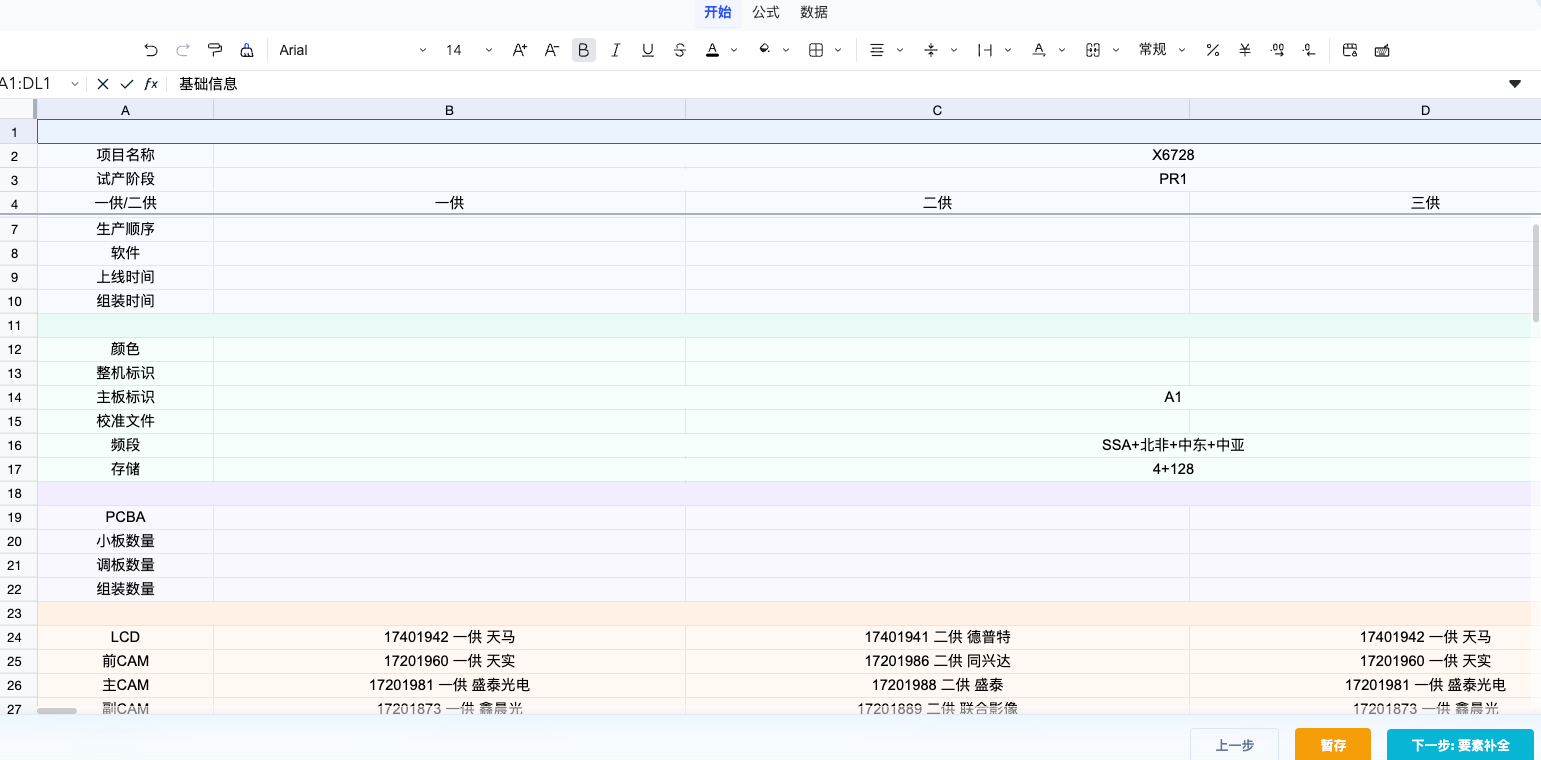 开始 公式 数据
Arial 14 A+ A- B I U S A A 常规 % ¥ .00 .0
A1:DL1 fx 基础信息
A B C D
1
2 项目名称 X6728
3 试产阶段 PR1
4 一供/二供 一供 二供 三供
7 生产顺序
8 软件
9 上线时间
10 组装时间
11
12 颜色
13 整机标识
14 主板标识 A1
15 校准文件
16 频段 SSA+北非+中东+中亚
17 存储 4+128
18
19 PCBA
20 小板数量
21 调板数量
22 组装数量
23
24 LCD 17401942 一供 天马 17401941 二供 德普特 17401942 一供 天马
25 前CAM 17201960 一供 天实 17201986 二供 同兴达 17201960 一供 天实
26 主CAM 17201981 一供 盛泰光电 17201988 二供 盛泰 17201981 一供 盛泰光电
27 副CAM 17201873 一供 鑫晨光 17201889 二供 联合影像 17201873 一供 鑫晨光
上一步 暂存 下一步: 要素补全